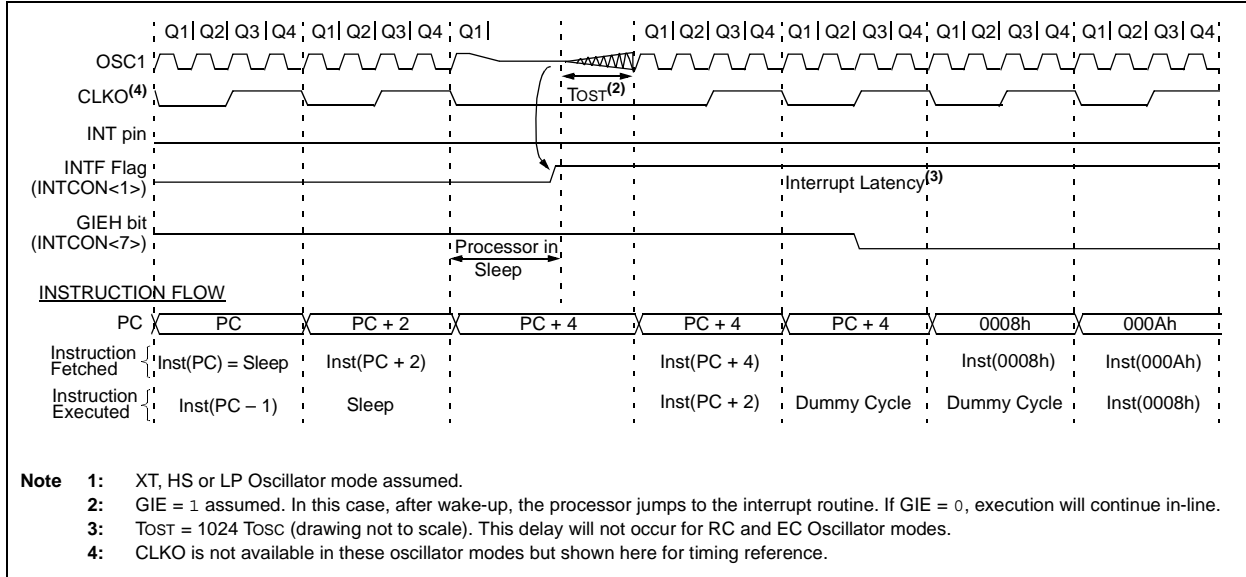 Q1 Q2 Q3 Q4 Q1 Q2 Q3 Q4 Q1 Q1 Q2 Q3 Q4 Q1 Q2 Q3 Q4 Q1 Q2 Q3 Q4 Q1 Q2 Q3 Q4
OSC1
CLKO(4)
TOST(2)
INT pin
INTF Flag
(INTCON<1>)
Interrupt Latency(3)
GIEH bit
(INTCON<7>)
Processor in
Sleep
INSTRUCTION FLOW
PC PC PC + 2 PC + 4 PC + 4 PC + 4 0008h 000Ah
Instruction
Fetched
Inst(PC) = Sleep Inst(PC + 2) Inst(PC + 4) Inst(0008h) Inst(000Ah)
Instruction
Executed
Inst(PC – 1) Sleep Inst(PC + 2) Dummy Cycle Dummy Cycle Inst(0008h)
Note 1: XT, HS or LP Oscillator mode assumed.
2: GIE = 1 assumed. In this case, after wake-up, the processor jumps to the interrupt routine. If GIE = 0, execution will continue in-line.
3: TOST = 1024 TOSC (drawing not to scale). This delay will not occur for RC and EC Oscillator modes.
4: CLKO is not available in these oscillator modes but shown here for timing reference.